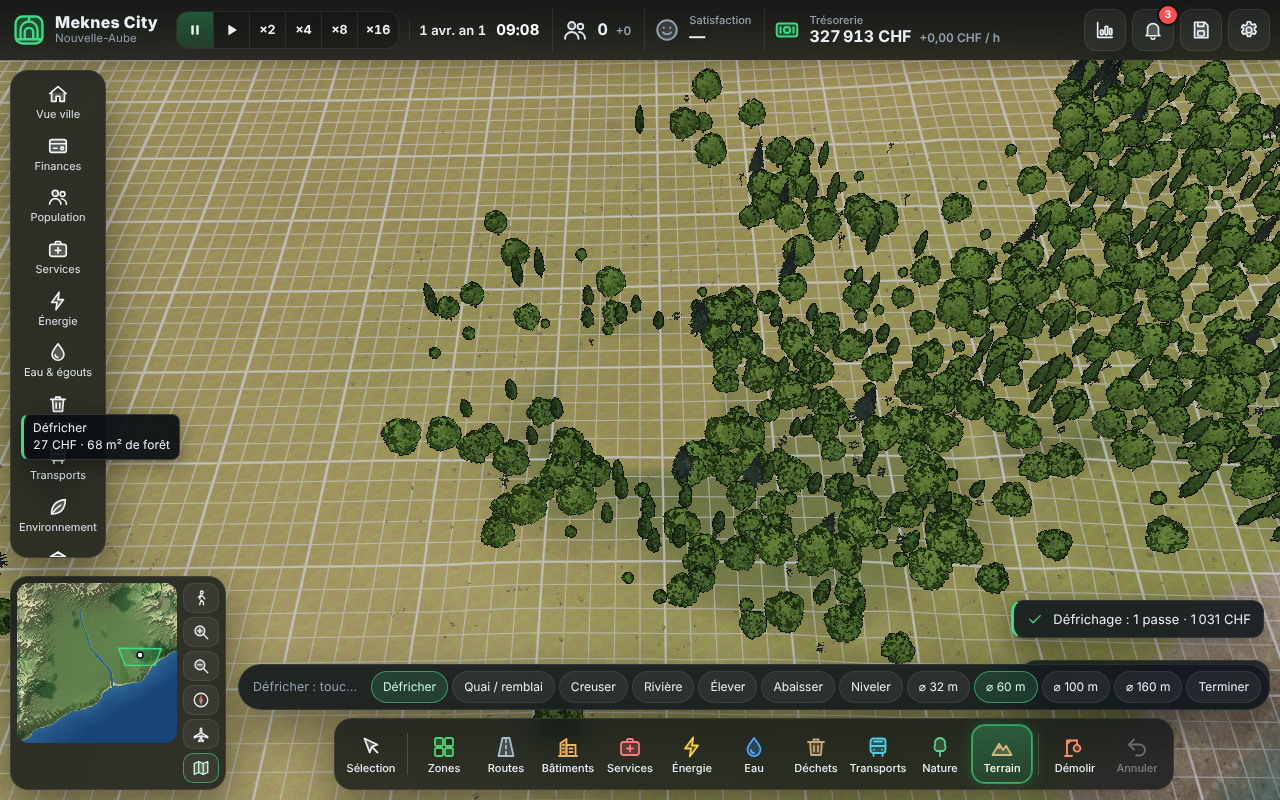 Meknes City
Nouvelle-Aube
×2
×4
×8
×16
1 avr. an 1 09:08
0 +0
Satisfaction
—
Trésorerie
327 913 CHF +0,00 CHF / h
3
Vue ville
Finances
Population
Services
Énergie
Eau & égouts
Défricher
27 CHF · 68 m² de forêt
Transports
Environnement
Défrichage : 1 passe · 1 031 CHF
Défricher : touc...
Défricher
Quai / remblai
Creuser
Rivière
Élever
Abaisser
Niveler
⌀ 32 m
⌀ 60 m
⌀ 100 m
⌀ 160 m
Terminer
Sélection
Zones
Routes
Bâtiments
Services
Énergie
Eau
Déchets
Transports
Nature
Terrain
Démolir
Annuler